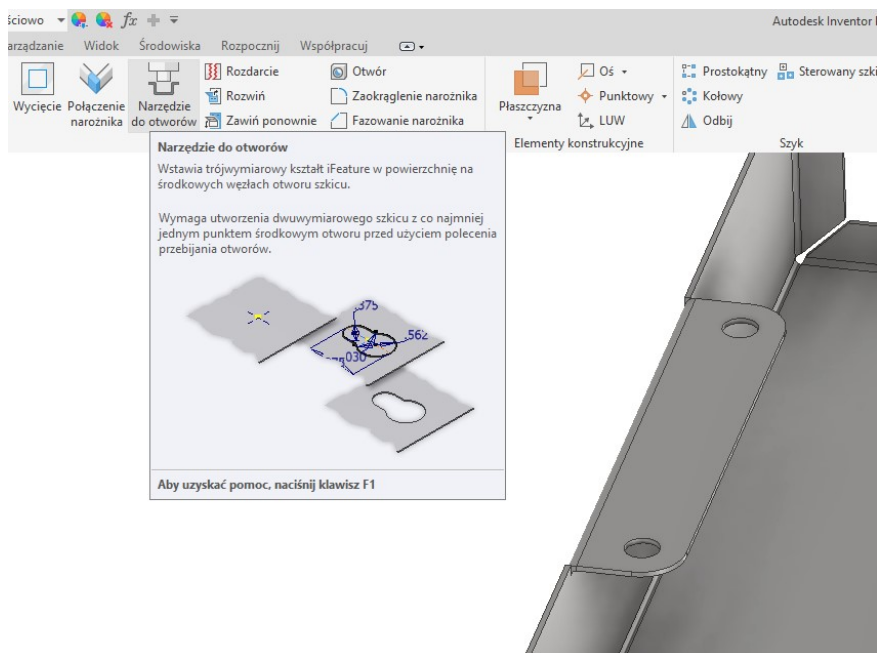 ściowo fx
Autodesk Inventor
arządzanie Widok Środowiska Rozpocznij Współpracuj
Wycięcie
Połączenie
narożnika
Narzędzie
do otworów
Rozdarcie
Rozwiń
Zawiń ponownie
Otwór
Zaokrąglenie narożnika
Fazowanie narożnika
Płaszczyzna
Oś
Punktowy
LUW
Elementy konstrukcyjne
Prostokątny
Kołowy
Odbij
Sterowany szki
Szyk
Narzędzie do otworów
Wstawia trójwymiarowy kształt iFeature w powierzchnię na
środkowych węzłach otworu szkicu.
Wymaga utworzenia dwuwymiarowego szkicu z co najmniej
jednym punktem środkowym otworu przed użyciem polecenia
przebijania otworów.
.375
.562
030
Aby uzyskać pomoc, naciśnij klawisz F1